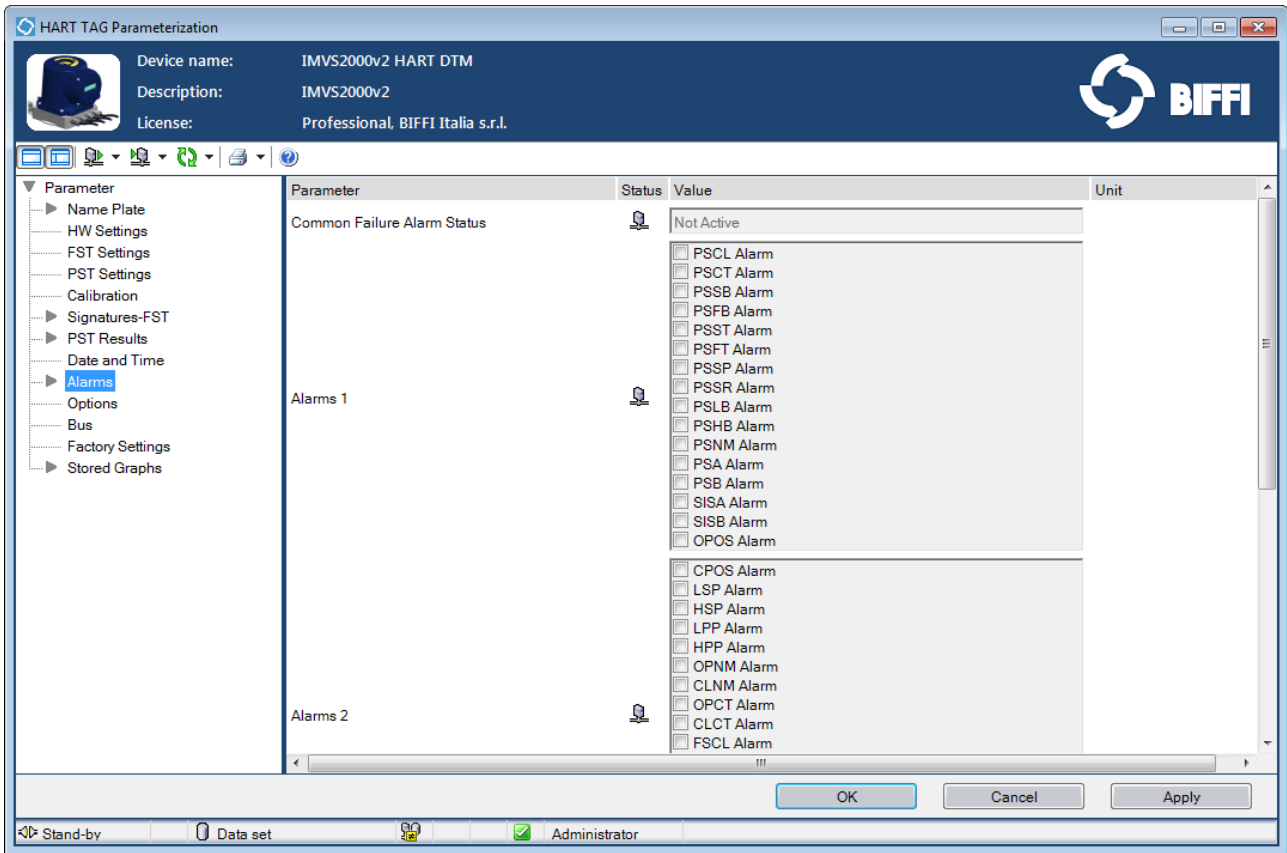 HART TAG Parameterization
Device name: IMVS2000v2 HART DTM
Description: IMVS2000v2
License: Professional, BIFFI Italia s.r.l.
BIFFI
Parameter
Name Plate
HW Settings
FST Settings
PST Settings
Calibration
Signatures-FST
PST Results
Date and Time
Alarms
Options
Bus
Factory Settings
Stored Graphs
Parameter Status Value Unit
Common Failure Alarm Status Not Active
Alarms 1
PSCL Alarm
PSCT Alarm
PSSB Alarm
PSFB Alarm
PSST Alarm
PSFT Alarm
PSSP Alarm
PSSR Alarm
PSLB Alarm
PSHB Alarm
PSNM Alarm
PSA Alarm
PSB Alarm
SISA Alarm
SISB Alarm
OPOS Alarm
Alarms 2
CPOS Alarm
LSP Alarm
HSP Alarm
LPP Alarm
HPP Alarm
OPNM Alarm
CLNM Alarm
OPCT Alarm
CLCT Alarm
FSCL Alarm
OK Cancel Apply
Stand-by Data set Administrator